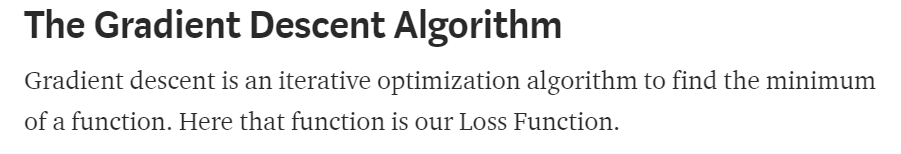 The Gradient Descent Algorithm
Gradient descent is an iterative optimization algorithm to find the minimum
of a function. Here that function is our Loss Function.